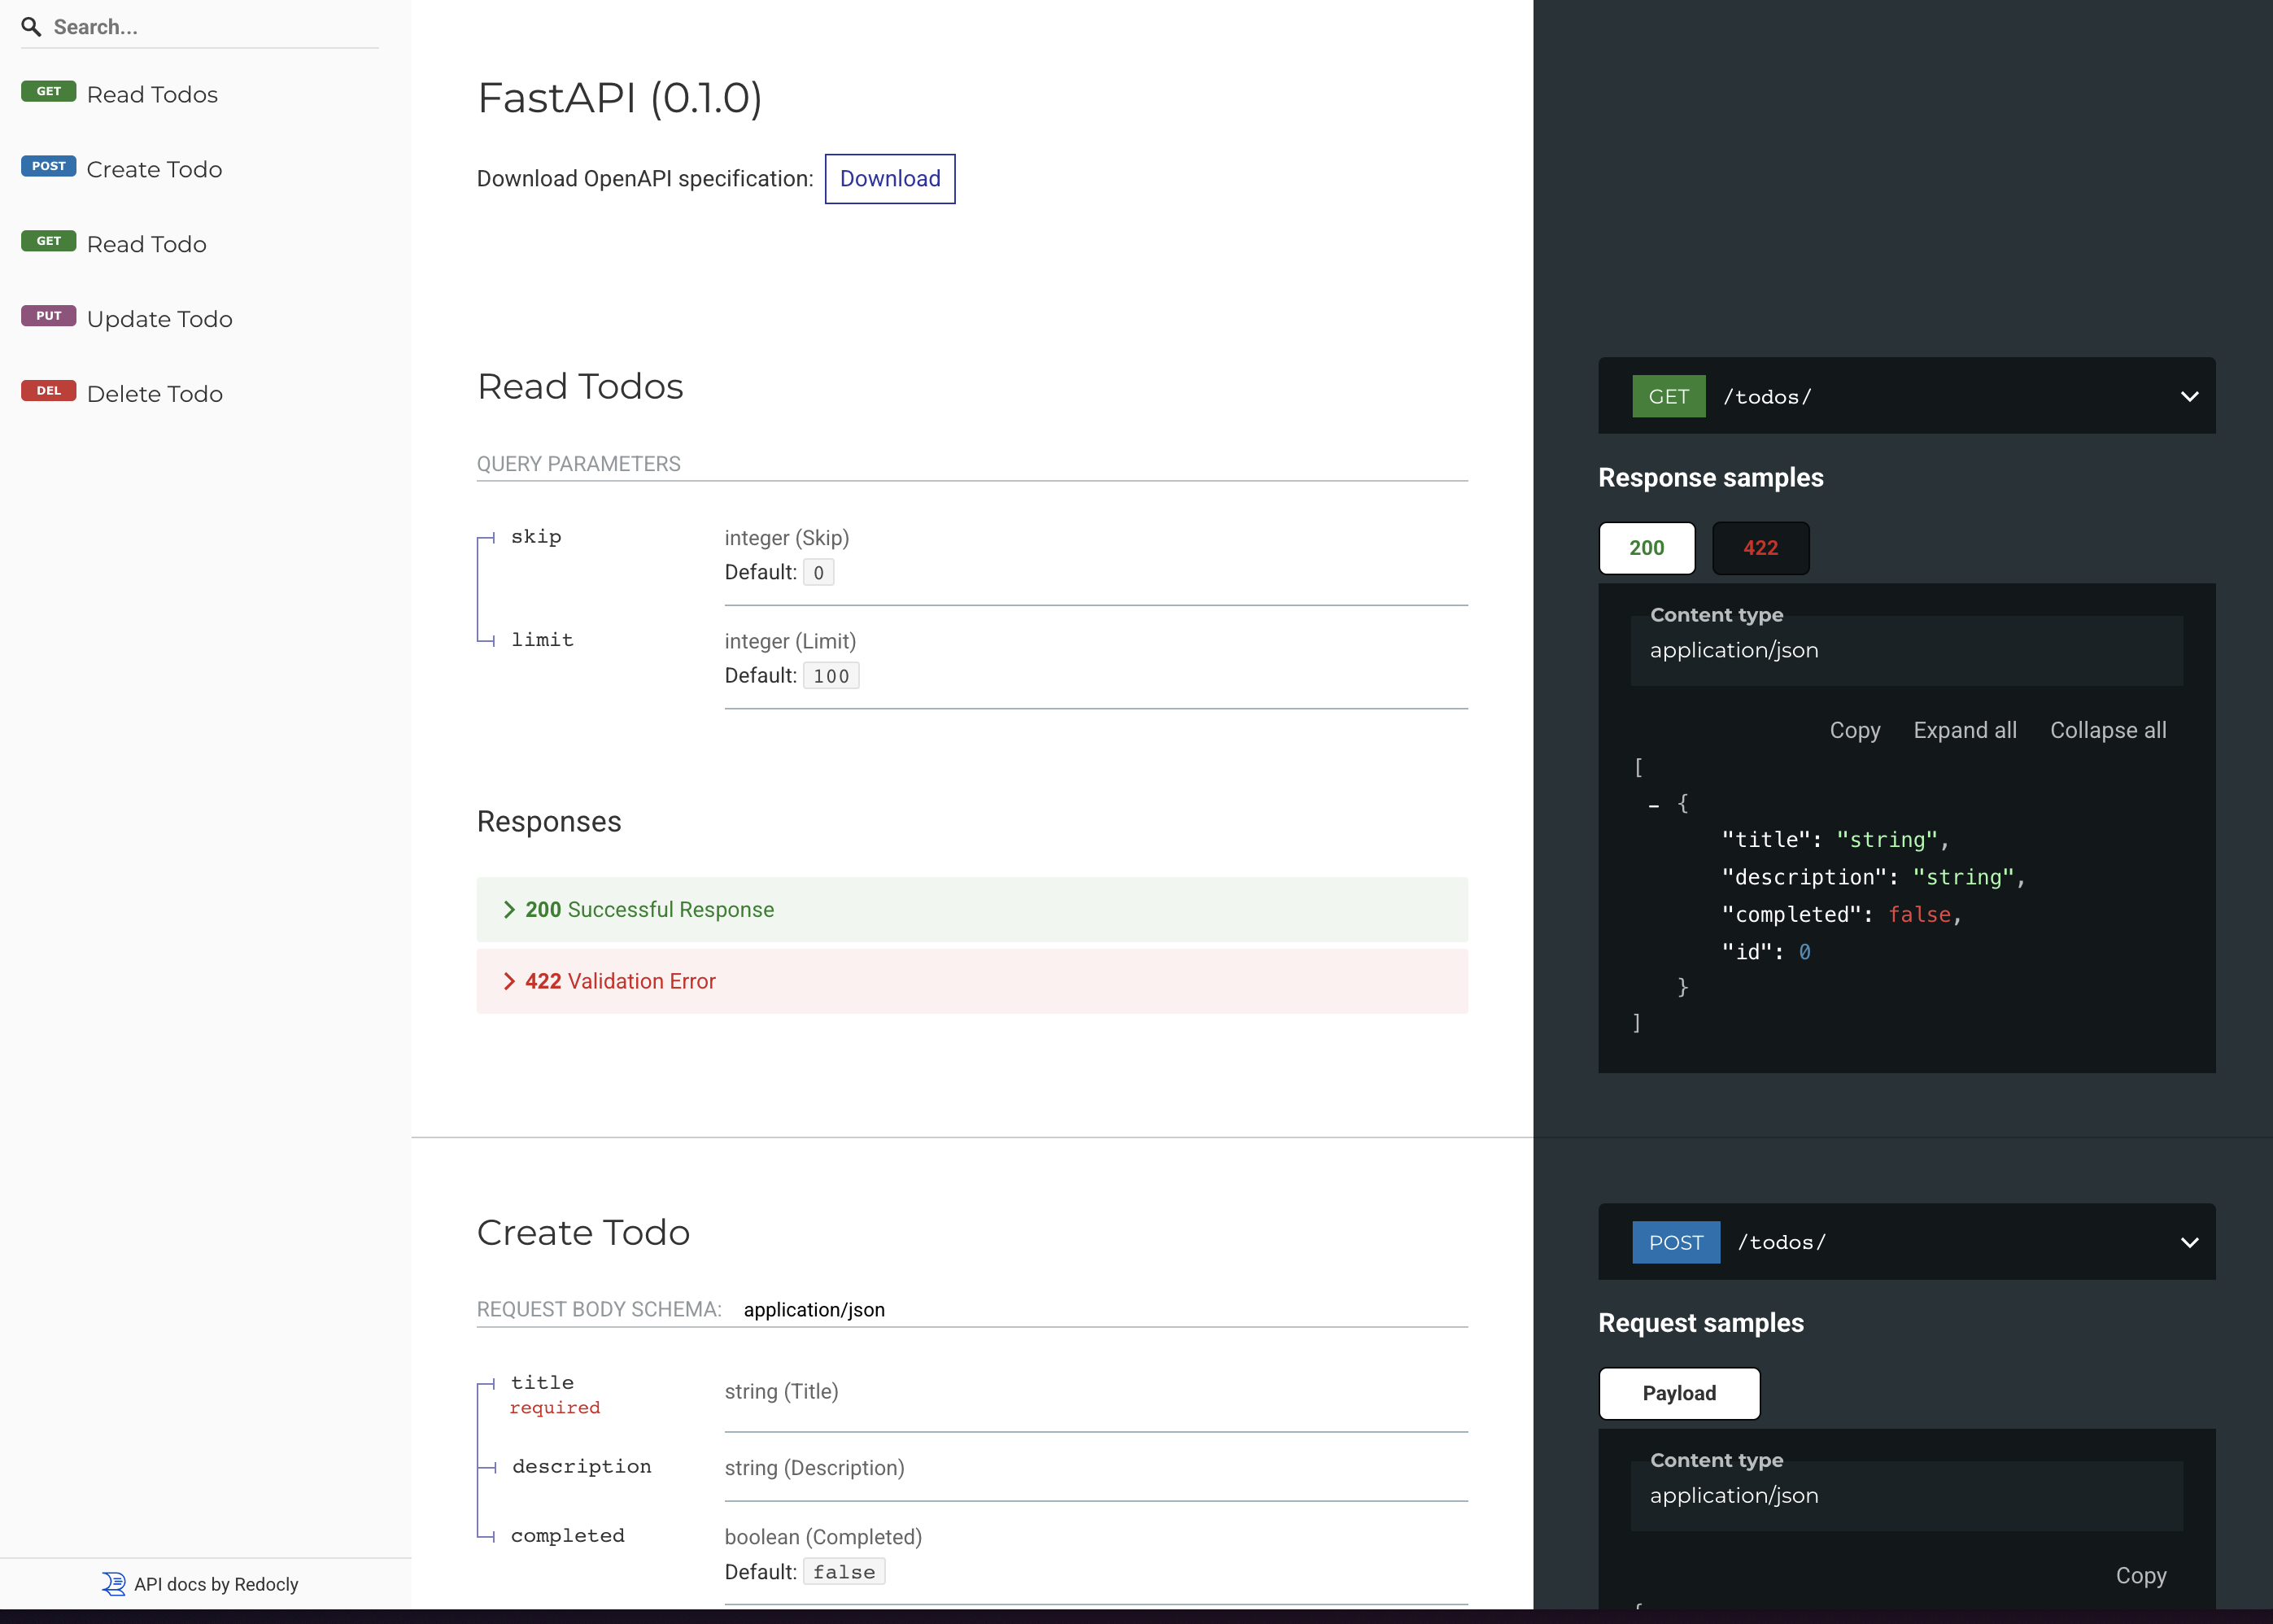 Search...
GET Read Todos
POST Create Todo
GET Read Todo
PUT Update Todo
DEL Delete Todo
API docs by Redocly
FastAPI (0.1.0)
Download OpenAPI specification: Download
Read Todos
QUERY PARAMETERS
skip
integer (Skip)
Default: 0
limit
integer (Limit)
Default: 100
Responses
200 Successful Response
422 Validation Error
GET /todos/
Response samples
200 422
Content type
application/json
Copy Expand all Collapse all
[
- {
"title": "string",
"description": "string",
"completed": false,
"id": 0
}
]
Create Todo
REQUEST BODY SCHEMA: application/json
title
required
string (Title)
description
string (Description)
completed
boolean (Completed)
Default: false
POST /todos/
Request samples
Payload
Content type
application/json
Copy
{